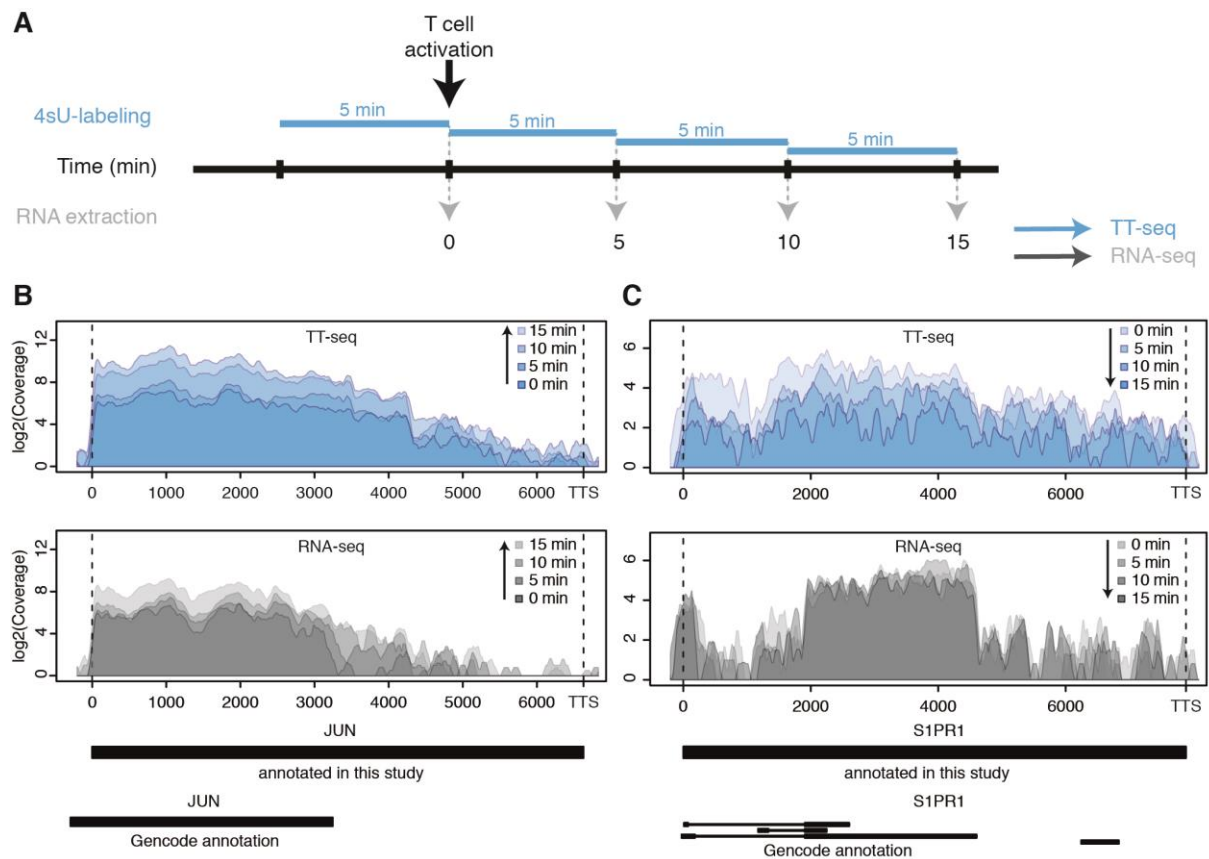 A
T cell
activation
4sU-labeling
5 min
5 min
5 min
5 min
Time (min)
RNA extraction
0
5
10
15
TT-seq
RNA-seq
B
TT-seq
15 min
10 min
5 min
0 min
log2(Coverage)
0
4
8
12
0
1000
2000
3000
4000
5000
6000
TTS
RNA-seq
15 min
10 min
5 min
0 min
log2(Coverage)
0
4
8
12
0
1000
2000
3000
4000
5000
6000
TTS
JUN
annotated in this study
JUN
Gencode annotation
C
TT-seq
0 min
5 min
10 min
15 min
0
2
4
6
0
2000
4000
6000
TTS
RNA-seq
0 min
5 min
10 min
15 min
0
2
4
6
0
2000
4000
6000
TTS
S1PR1
annotated in this study
S1PR1
Gencode annotation